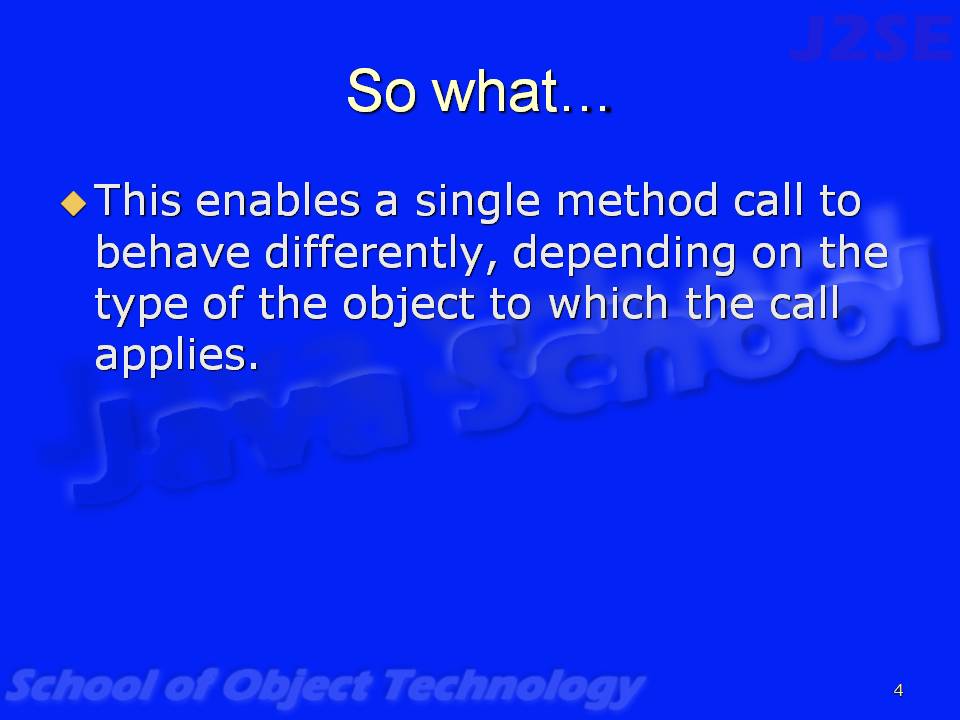 J2SE
So what…
This enables a single method call to
behave differently, depending on the
type of the object to which the call
applies.
Java School
School of Object Technology
4